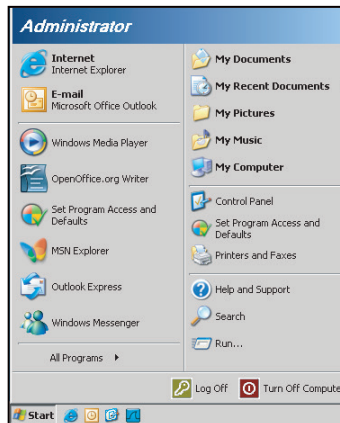 Administrator
Internet
Internet Explorer
E-mail
Microsoft Office Outlook
Windows Media Player
OpenOffice.org Writer
Set Program Access and
Defaults
MSN Explorer
Outlook Express
Windows Messenger
All Programs
My Documents
My Recent Documents
My Pictures
My Music
My Computer
Control Panel
Set Program Access and
Defaults
Printers and Faxes
Help and Support
Search
Run...
Log Off
Turn Off Compute
Start